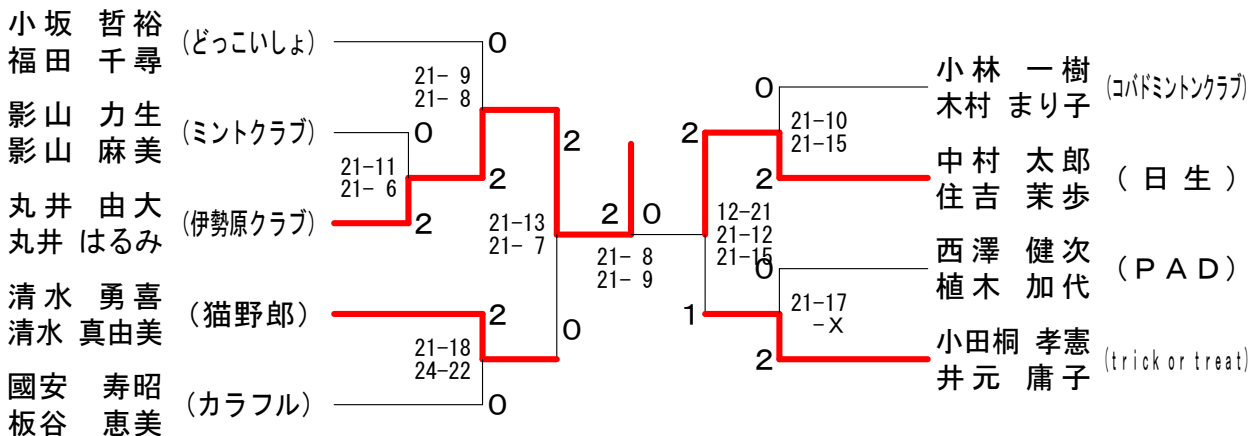 小坂 哲裕
福田 千尋
(どっこいしょ)
0
21- 9
21- 8
影山 力生
影山 麻美
(ミントクラブ)
0
21-11
21- 6
2
2
丸井 由大
丸井 はるみ
(伊勢原クラブ)
2
21-13
21- 7
清水 勇喜
清水 真由美
(猫野郎)
2
0
21-18
24-22
國安 寿昭
板谷 恵美
(カラフル)
0
2
0
21- 8
21- 9
小林 一樹
木村 まり子
(コバドミントンクラブ)
0
21-10
21-15
2
中村 太郎
住吉 茉歩
(日生)
2
12-21
21-12
21-15
西澤 健次
植木 加代
(PAD)
0
21-17
-X
1
小田桐 孝憲
井元 庸子
(trick or treat)
2